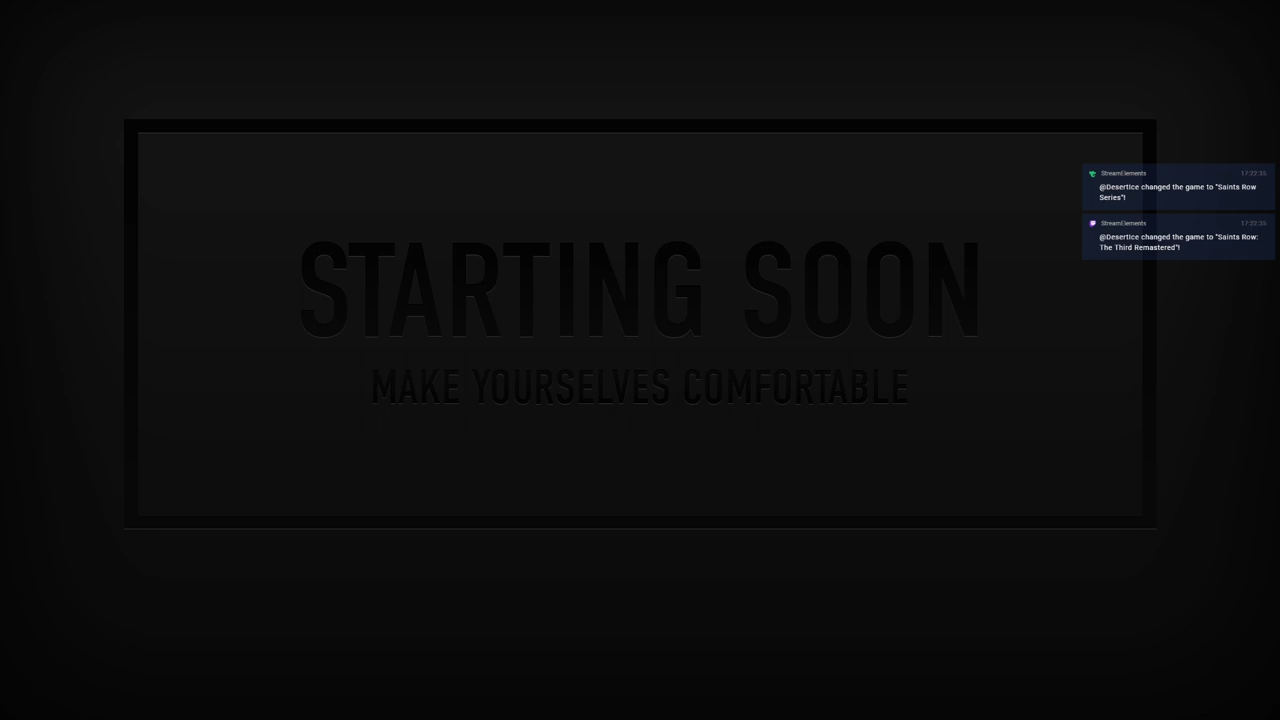 STARTING SOON
MAKE YOURSELVES COMFORTABLE
StreamElements 17:22:35
@Desertice changed the game to "Saints Row
Series"!
StreamElements 17:22:35
@Desertice changed the game to "Saints Row:
The Third Remastered"!